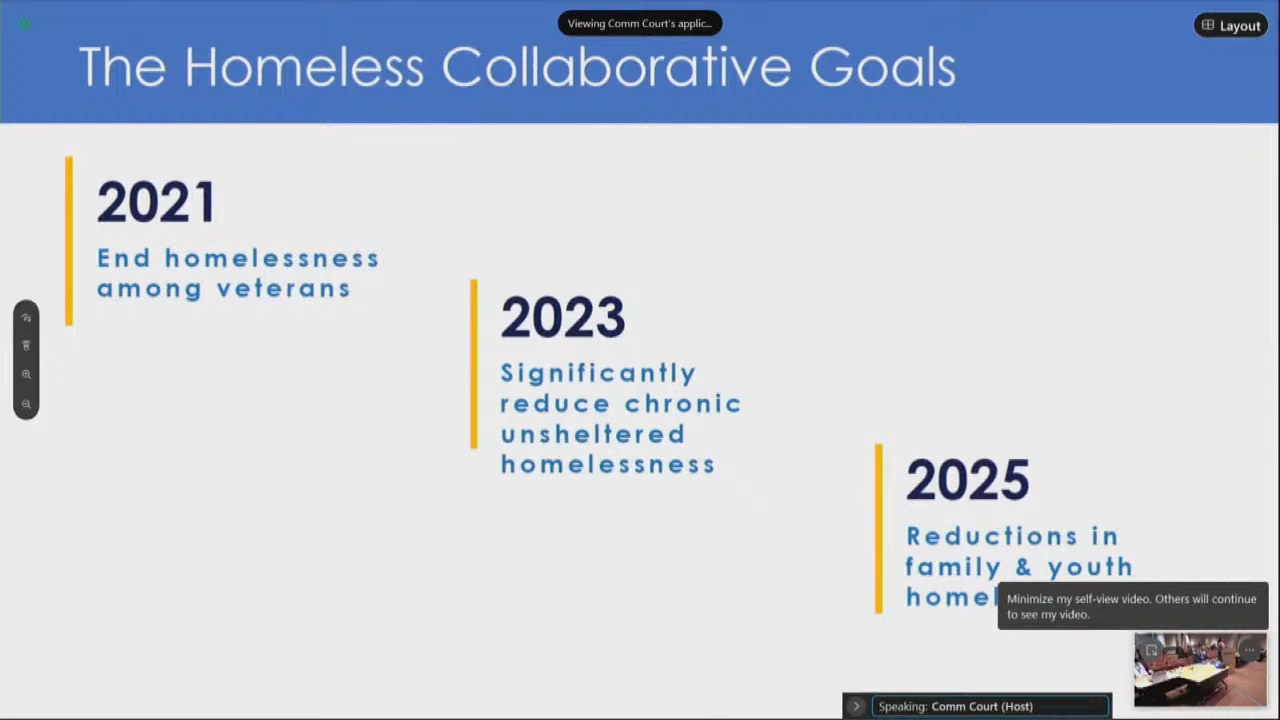 Viewing Comm Court's applic...
Layout
The Homeless Collaborative Goals
2021
End homelessness
among veterans
2023
Significantly
reduce chronic
unsheltered
homelessness
2025
Reductions in
family & youth
homel
Minimize my self-view video. Others will continue
to see my video.
Speaking: Comm Court (Host)